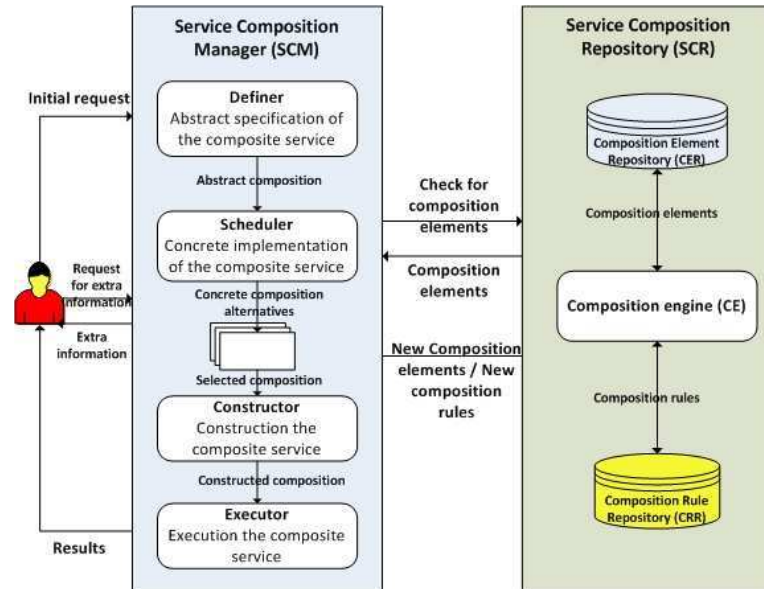 Service Composition
Manager (SCM)
Service Composition
Repository (SCR)
Initial request
Definer
Abstract specification of
the composite service
Abstract composition
Scheduler
Concrete implementation
of the composite service
Concrete composition
alternatives
Selected composition
Constructor
Construction the
composite service
Constructed composition
Executor
Execution the composite
service
Request
for extra
information
Extra
information
Results
Check for
composition
elements
Composition
elements
New Composition
elements / New
composition
rules
Composition Element
Repository (CER)
Composition elements
Composition engine (CE)
Composition rules
Composition Rule
Repository (CRR)